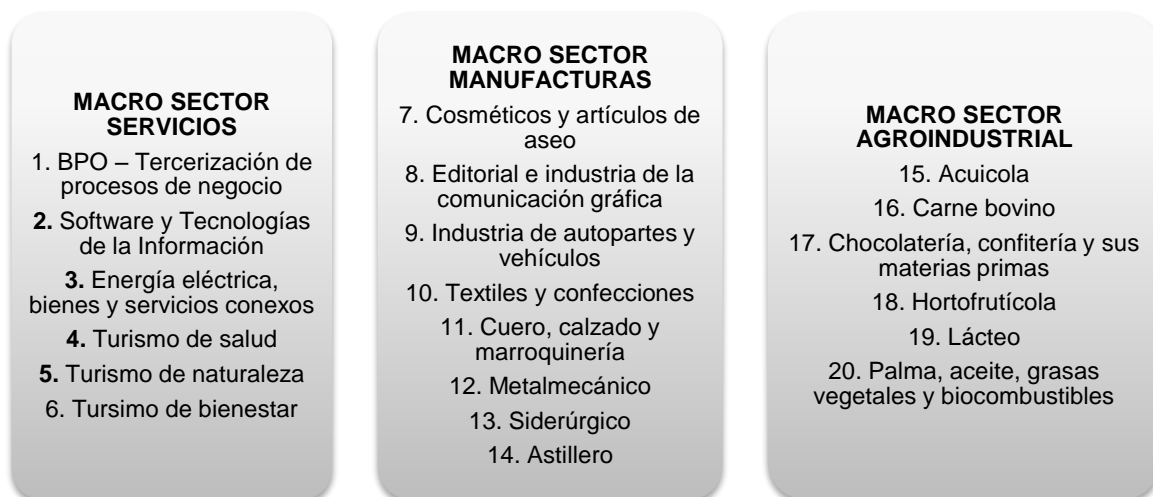 MACRO SECTOR
SERVICIOS
1. BPO – Tercerización de
procesos de negocio
2. Software y Tecnologías
de la Información
3. Energía eléctrica,
bienes y servicios conexos
4. Turismo de salud
5. Turismo de naturaleza
6. Tursimo de bienestar
MACRO SECTOR
MANUFACTURAS
7. Cosméticos y artículos de
aseo
8. Editorial e industria de la
comunicación gráfica
9. Industria de autopartes y
vehículos
10. Textiles y confecciones
11. Cuero, calzado y
marroquinería
12. Metalmecánico
13. Siderúrgico
14. Astillero
MACRO SECTOR
AGROINDUSTRIAL
15. Acuicola
16. Carne bovino
17. Chocolatería, confitería y sus
materias primas
18. Hortofrutícola
19. Lácteo
20. Palma, aceite, grasas
vegetales y biocombustibles